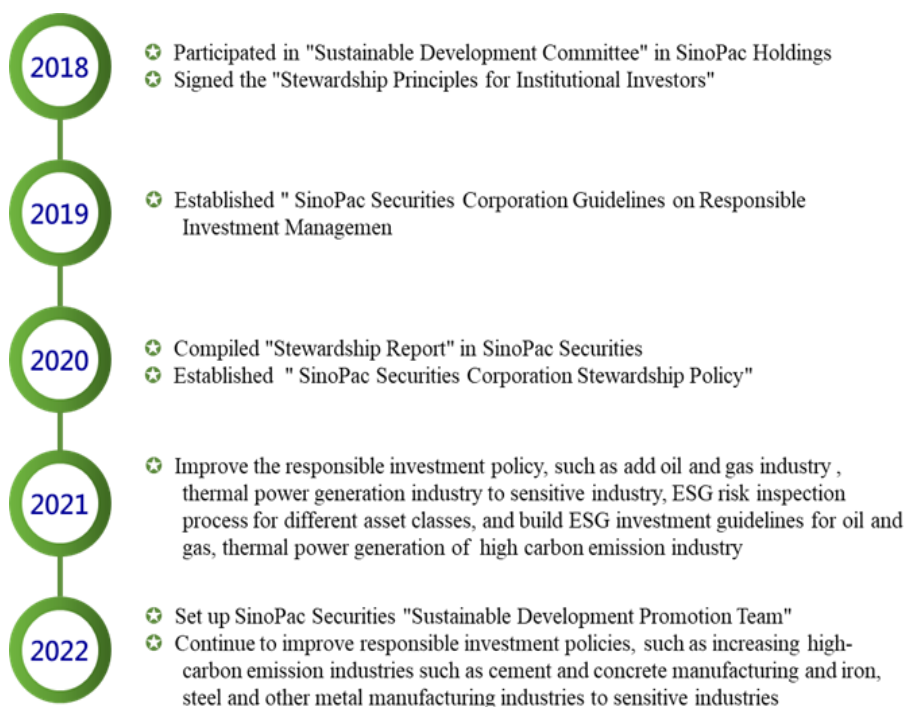 2018
Participated in "Sustainable Development Committee" in SinoPac Holdings
Signed the "Stewardship Principles for Institutional Investors"
2019
Established " SinoPac Securities Corporation Guidelines on Responsible
Investment Managemen
2020
Compiled "Stewardship Report" in SinoPac Securities
Established " SinoPac Securities Corporation Stewardship Policy"
2021
Improve the responsible investment policy, such as add oil and gas industry ,
thermal power generation industry to sensitive industry, ESG risk inspection
process for different asset classes, and build ESG investment guidelines for oil and
gas, thermal power generation of high carbon emission industry
2022
Set up SinoPac Securities "Sustainable Development Promotion Team"
Continue to improve responsible investment policies, such as increasing high-
carbon emission industries such as cement and concrete manufacturing and iron,
steel and other metal manufacturing industries to sensitive industries